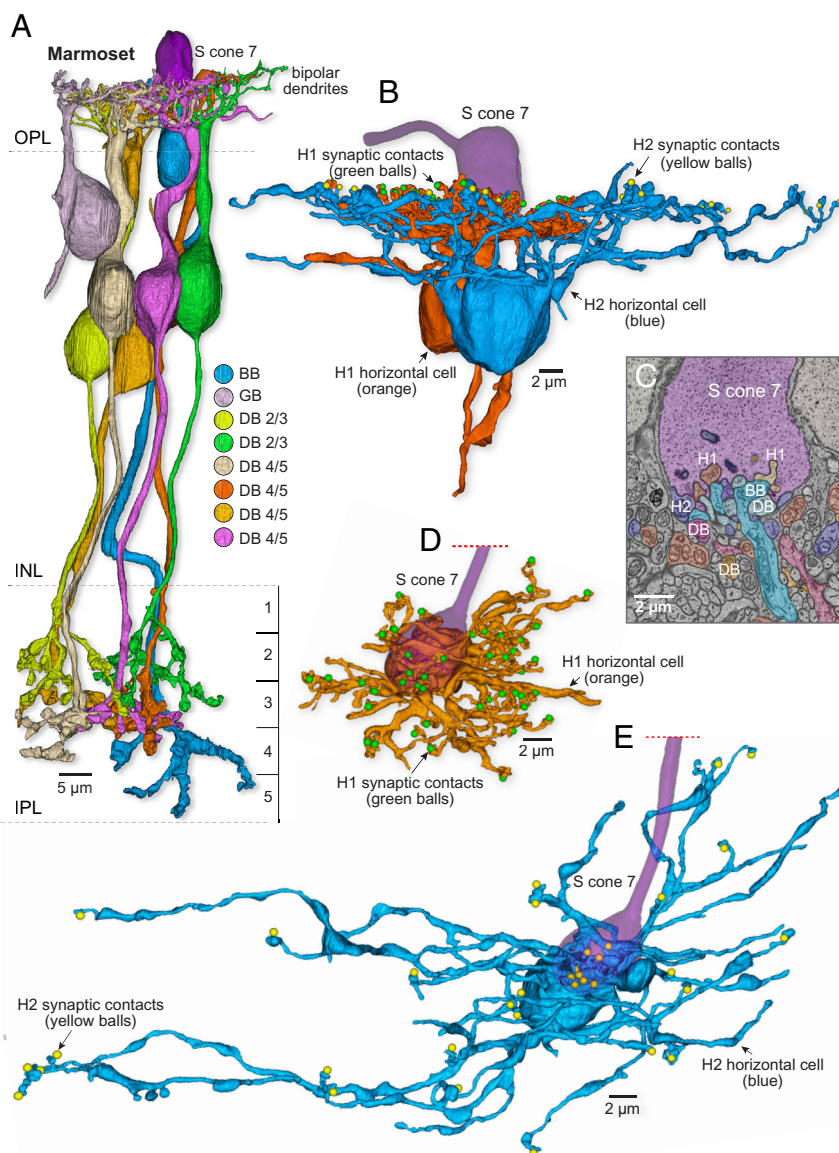 A
Marmoset
S cone 7
bipolar
dendrites
OPL
BB
GB
DB 2/3
DB 2/3
DB 4/5
DB 4/5
DB 4/5
DB 4/5
INL
1
2
3
4
5
5 µm
IPL
B
S cone 7
H1 synaptic contacts
(green balls)
H2 synaptic contacts
(yellow balls)
H2 horizontal cell
(blue)
H1 horizontal cell
(orange)
2 µm
C
S cone 7
H1
H1
BB
H2
DB
DB
DB
2 µm
D
S cone 7
H1 horizontal cell
(orange)
2 µm
H1 synaptic contacts
(green balls)
E
S cone 7
H2 synaptic contacts
(yellow balls)
H2 horizontal cell
(blue)
2 µm